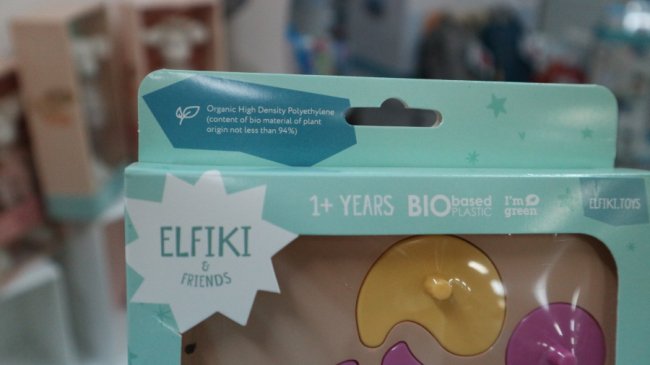 Organic High Density Polyethylene
(content of bio material of plant
origin not less than 94%)
1+ YEARS
BIO based
PLASTIC
I'm
green
ELFIKI.TOYS
ELFIKI
&
FRIENDS